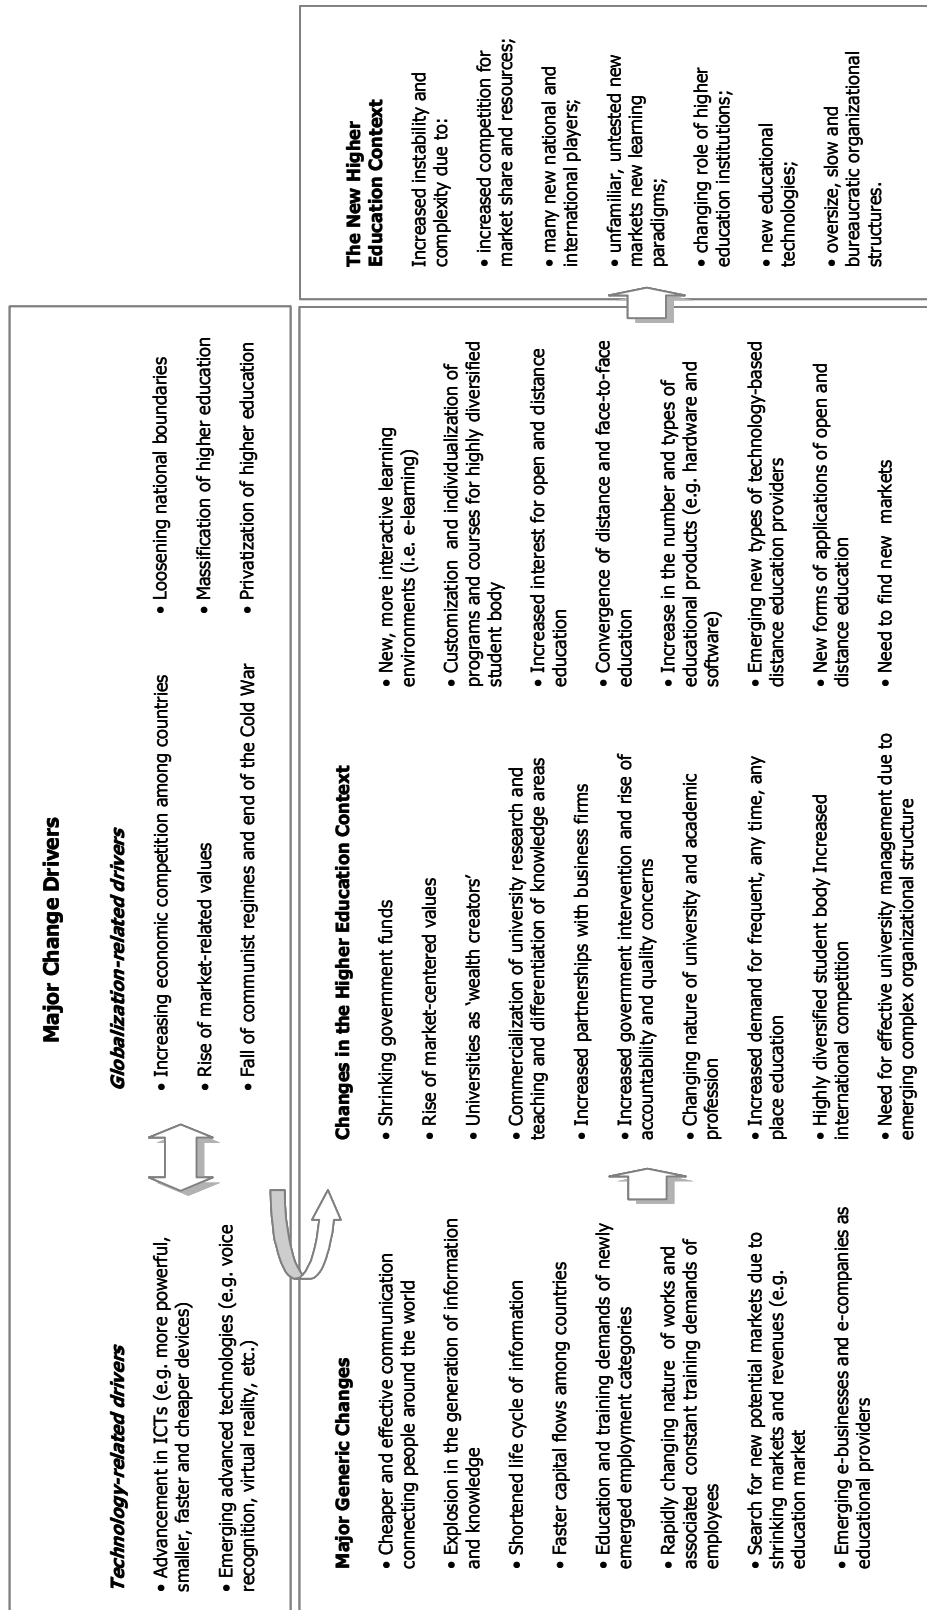 Major Change Drivers
Technology-related drivers
• Advancement in ICTs (e.g. more powerful,
smaller, faster and cheaper devices)
• Emerging advanced technologies (e.g. voice
recognition, virtual reality, etc.)
Globalization-related drivers
• Increasing economic competition among countries
• Rise of market-related values
• Fall of communist regimes and end of the Cold War
• Loosening national boundaries
• Massification of higher education
• Privatization of higher education
Major Generic Changes
• Cheaper and effective communication
connecting people around the world
• Explosion in the generation of information
and knowledge
• Shortened life cycle of information
• Faster capital flows among countries
• Education and training demands of newly
emerged employment categories
• Rapidly changing nature of works and
associated constant training demands of
employees
• Search for new potential markets due to
shrinking markets and revenues (e.g.
education market
• Emerging e-businesses and e-companies as
educational providers
Changes in the Higher Education Context
• Shrinking government funds
• Rise of market-centered values
• Universities as ‘wealth creators’
• Commercialization of university research and
teaching and differentiation of knowledge areas
• Increased partnerships with business firms
• Increased government intervention and rise of
accountability and quality concerns
• Changing nature of university and academic
profession
• Increased demand for frequent, any time, any
place education
• Highly diversified student body Increased
international competition
• Need for effective university management due to
emerging complex organizational structure
• New, more interactive learning
environments (i.e. e-learning)
• Customization and individualization of
programs and courses for highly diversified
student body
• Increased interest for open and distance
education
• Convergence of distance and face-to-face
education
• Increase in the number and types of
educational products (e.g. hardware and
software)
• Emerging new types of technology-based
distance education providers
• New forms of applications of open and
distance education
• Need to find new markets
The New Higher
Education Context
Increased instability and
complexity due to:
• increased competition for
market share and resources;
• many new national and
international players;
• unfamiliar, untested new
markets new learning
paradigms;
• changing role of higher
education institutions;
• new educational
technologies;
• oversize, slow and
bureaucratic organizational
structures.